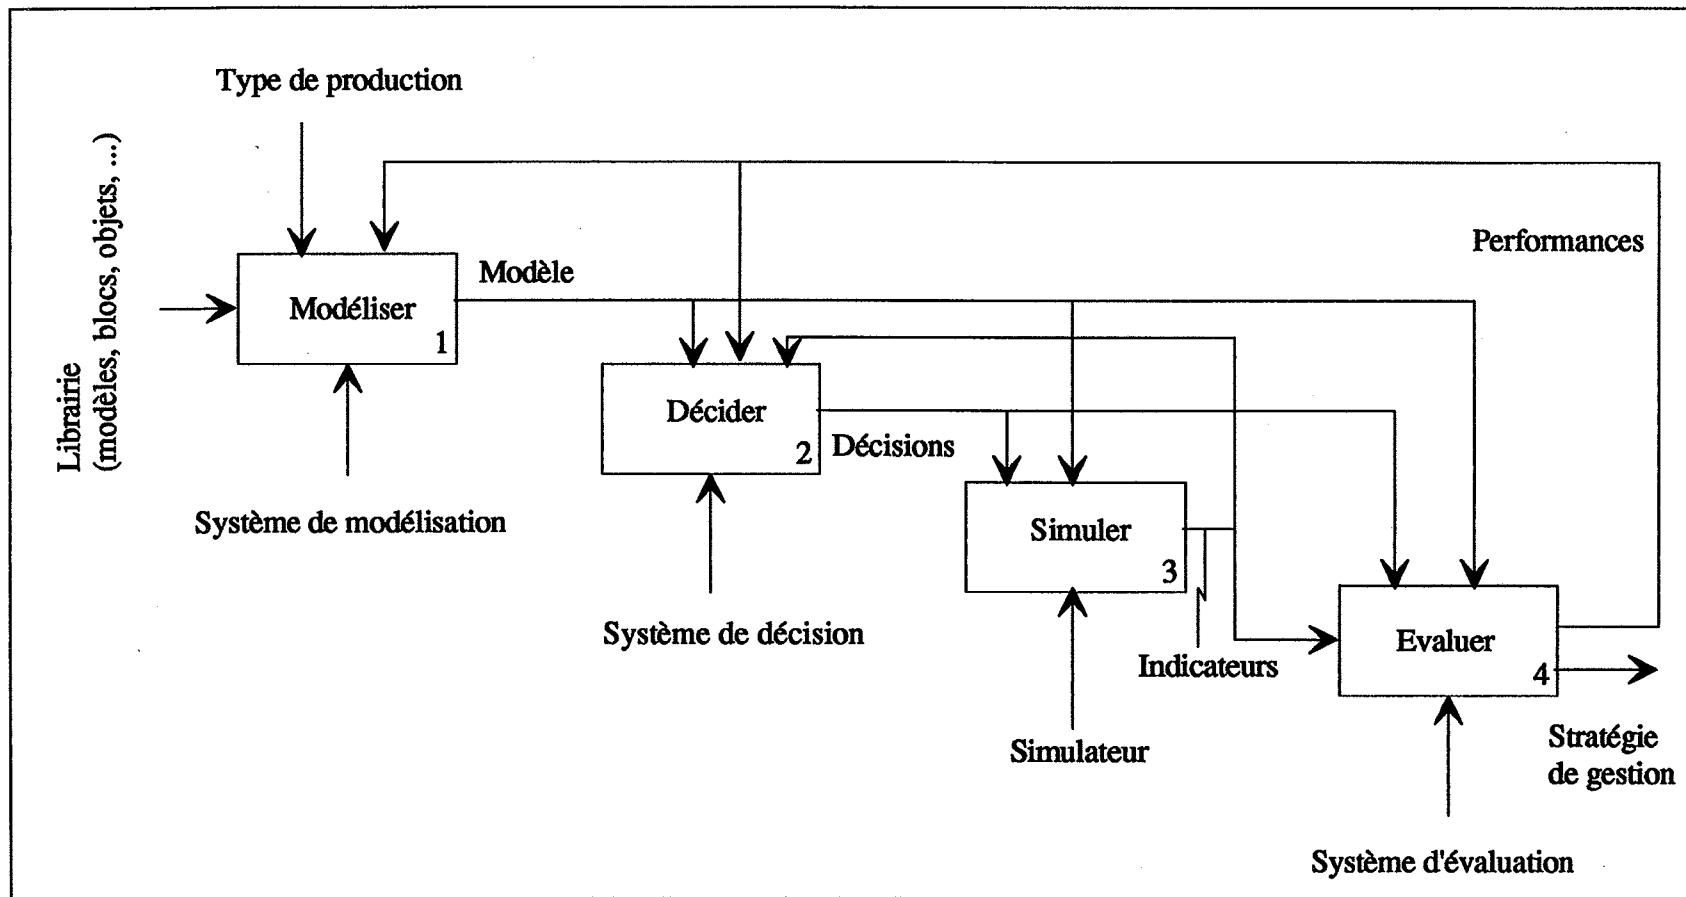 Type de production
Librairie
(modèles, blocs, objets, ...)
Performances
Modèle
Modéliser
1
Décider
2
Décisions
Système de modélisation
Simuler
3
Système de décision
Indicateurs
Evaluer
4
Simulateur
Stratégie
de gestion
Système d'évaluation